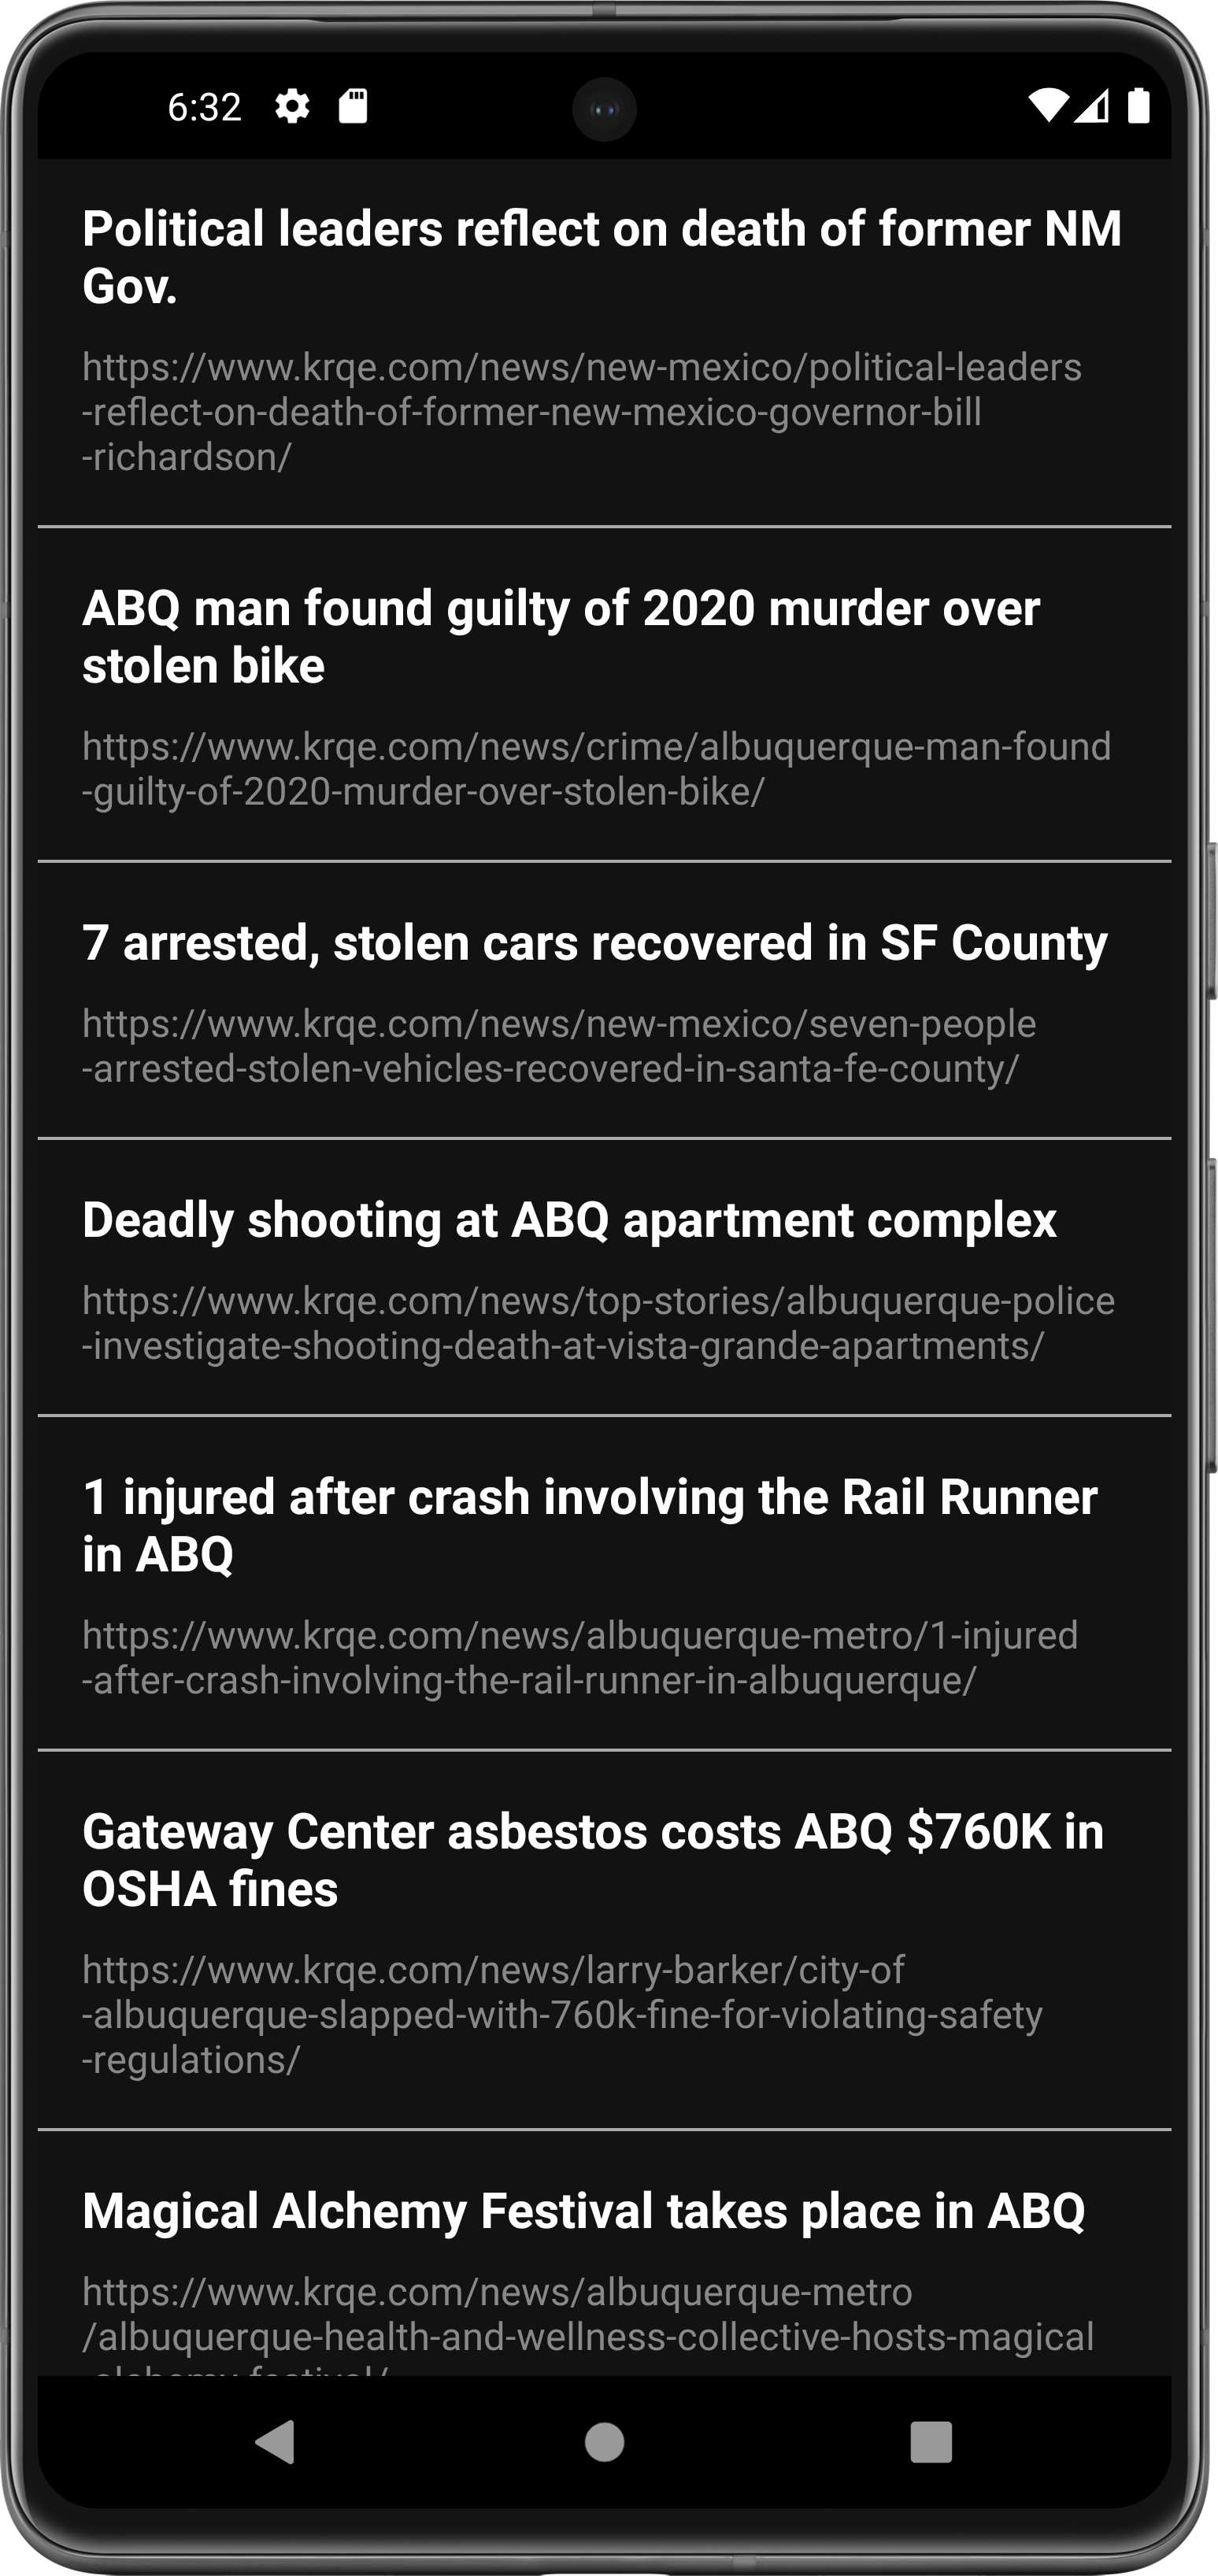 6:32
Political leaders reflect on death of former NM
Gov.
https://www.krqe.com/news/new-mexico/political-leaders
-reflect-on-death-of-former-new-mexico-governor-bill
-richardson/
ABQ man found guilty of 2020 murder over
stolen bike
https://www.krqe.com/news/crime/albuquerque-man-found
-guilty-of-2020-murder-over-stolen-bike/
7 arrested, stolen cars recovered in SF County
https://www.krqe.com/news/new-mexico/seven-people
-arrested-stolen-vehicles-recovered-in-santa-fe-county/
Deadly shooting at ABQ apartment complex
https://www.krqe.com/news/top-stories/albuquerque-police
-investigate-shooting-death-at-vista-grande-apartments/
1 injured after crash involving the Rail Runner
in ABQ
https://www.krqe.com/news/albuquerque-metro/1-injured
-after-crash-involving-the-rail-runner-in-albuquerque/
Gateway Center asbestos costs ABQ $760K in
OSHA fines
https://www.krqe.com/news/larry-barker/city-of
-albuquerque-slapped-with-760k-fine-for-violating-safety
-regulations/
Magical Alchemy Festival takes place in ABQ
https://www.krqe.com/news/albuquerque-metro
/albuquerque-health-and-wellness-collective-hosts-magical
-alchemy-festival/